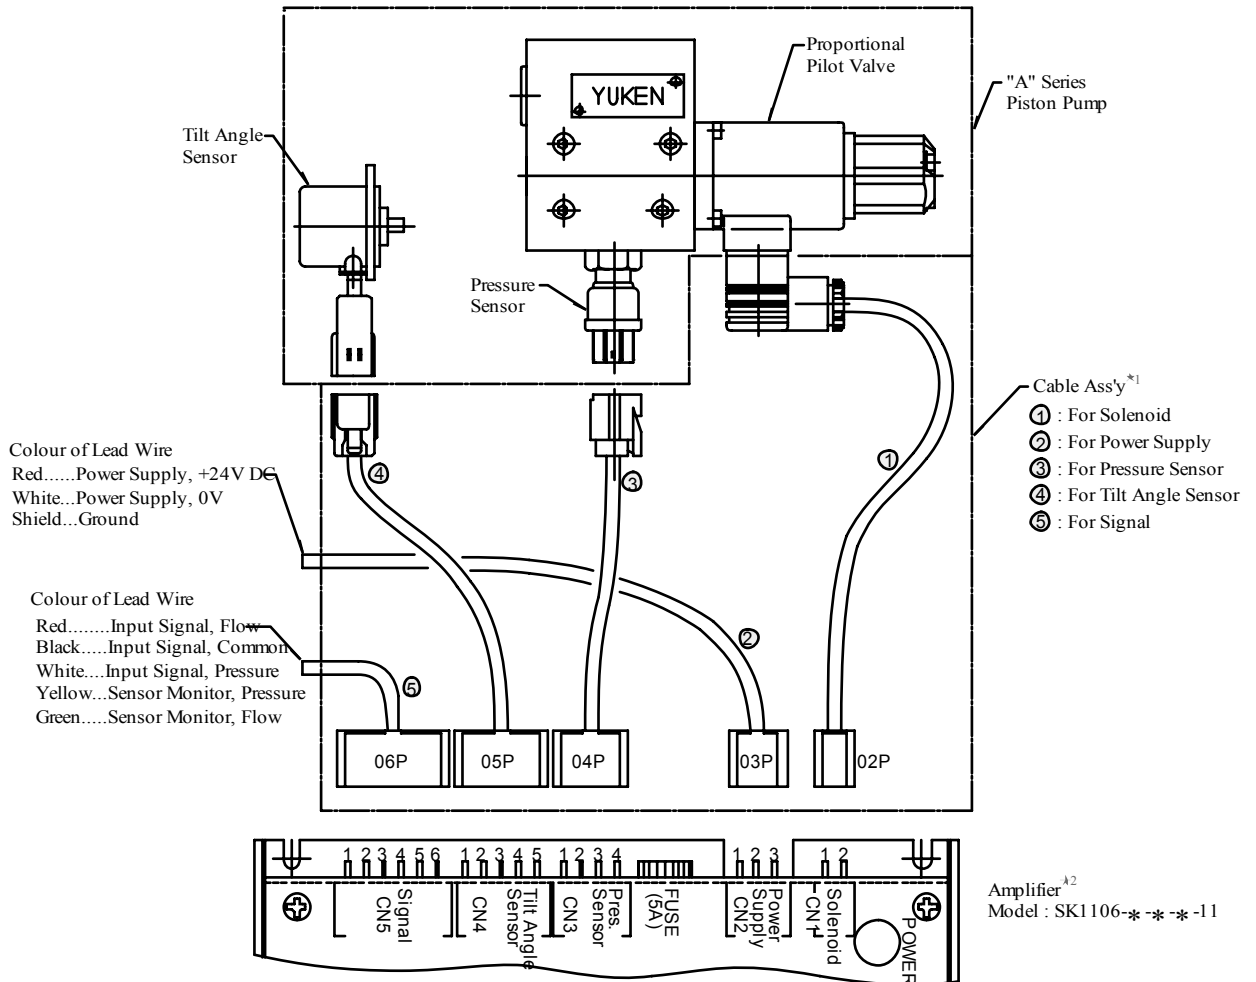 Proportional
Pilot Valve
YUKEN
"A" Series
Piston Pump
Tilt Angle
Sensor
Pressure
Sensor
Cable Ass'y★1
① : For Solenoid
② : For Power Supply
③ : For Pressure Sensor
④ : For Tilt Angle Sensor
⑤ : For Signal
①
④
③
Colour of Lead Wire
Red......Power Supply, +24V DC
White...Power Supply, 0V
Shield...Ground
Colour of Lead Wire
Red........Input Signal, Flow
Black.....Input Signal, Common
White....Input Signal, Pressure
Yellow...Sensor Monitor, Pressure
Green.....Sensor Monitor, Flow
②
⑤
06P
05P
04P
03P
02P
1 2 3 4 5 6
1 2 3 4 5
1 2 3 4
1 2 3
1 2
Signal
CN5
Tilt Angle
Sensor
CN4
Pres.
Sensor
CN3
FUSE
(5A)
Power
Supply
CN2
Solenoid
CN1
POWER
Amplifier★2
Model : SK1106-* -* -* -11